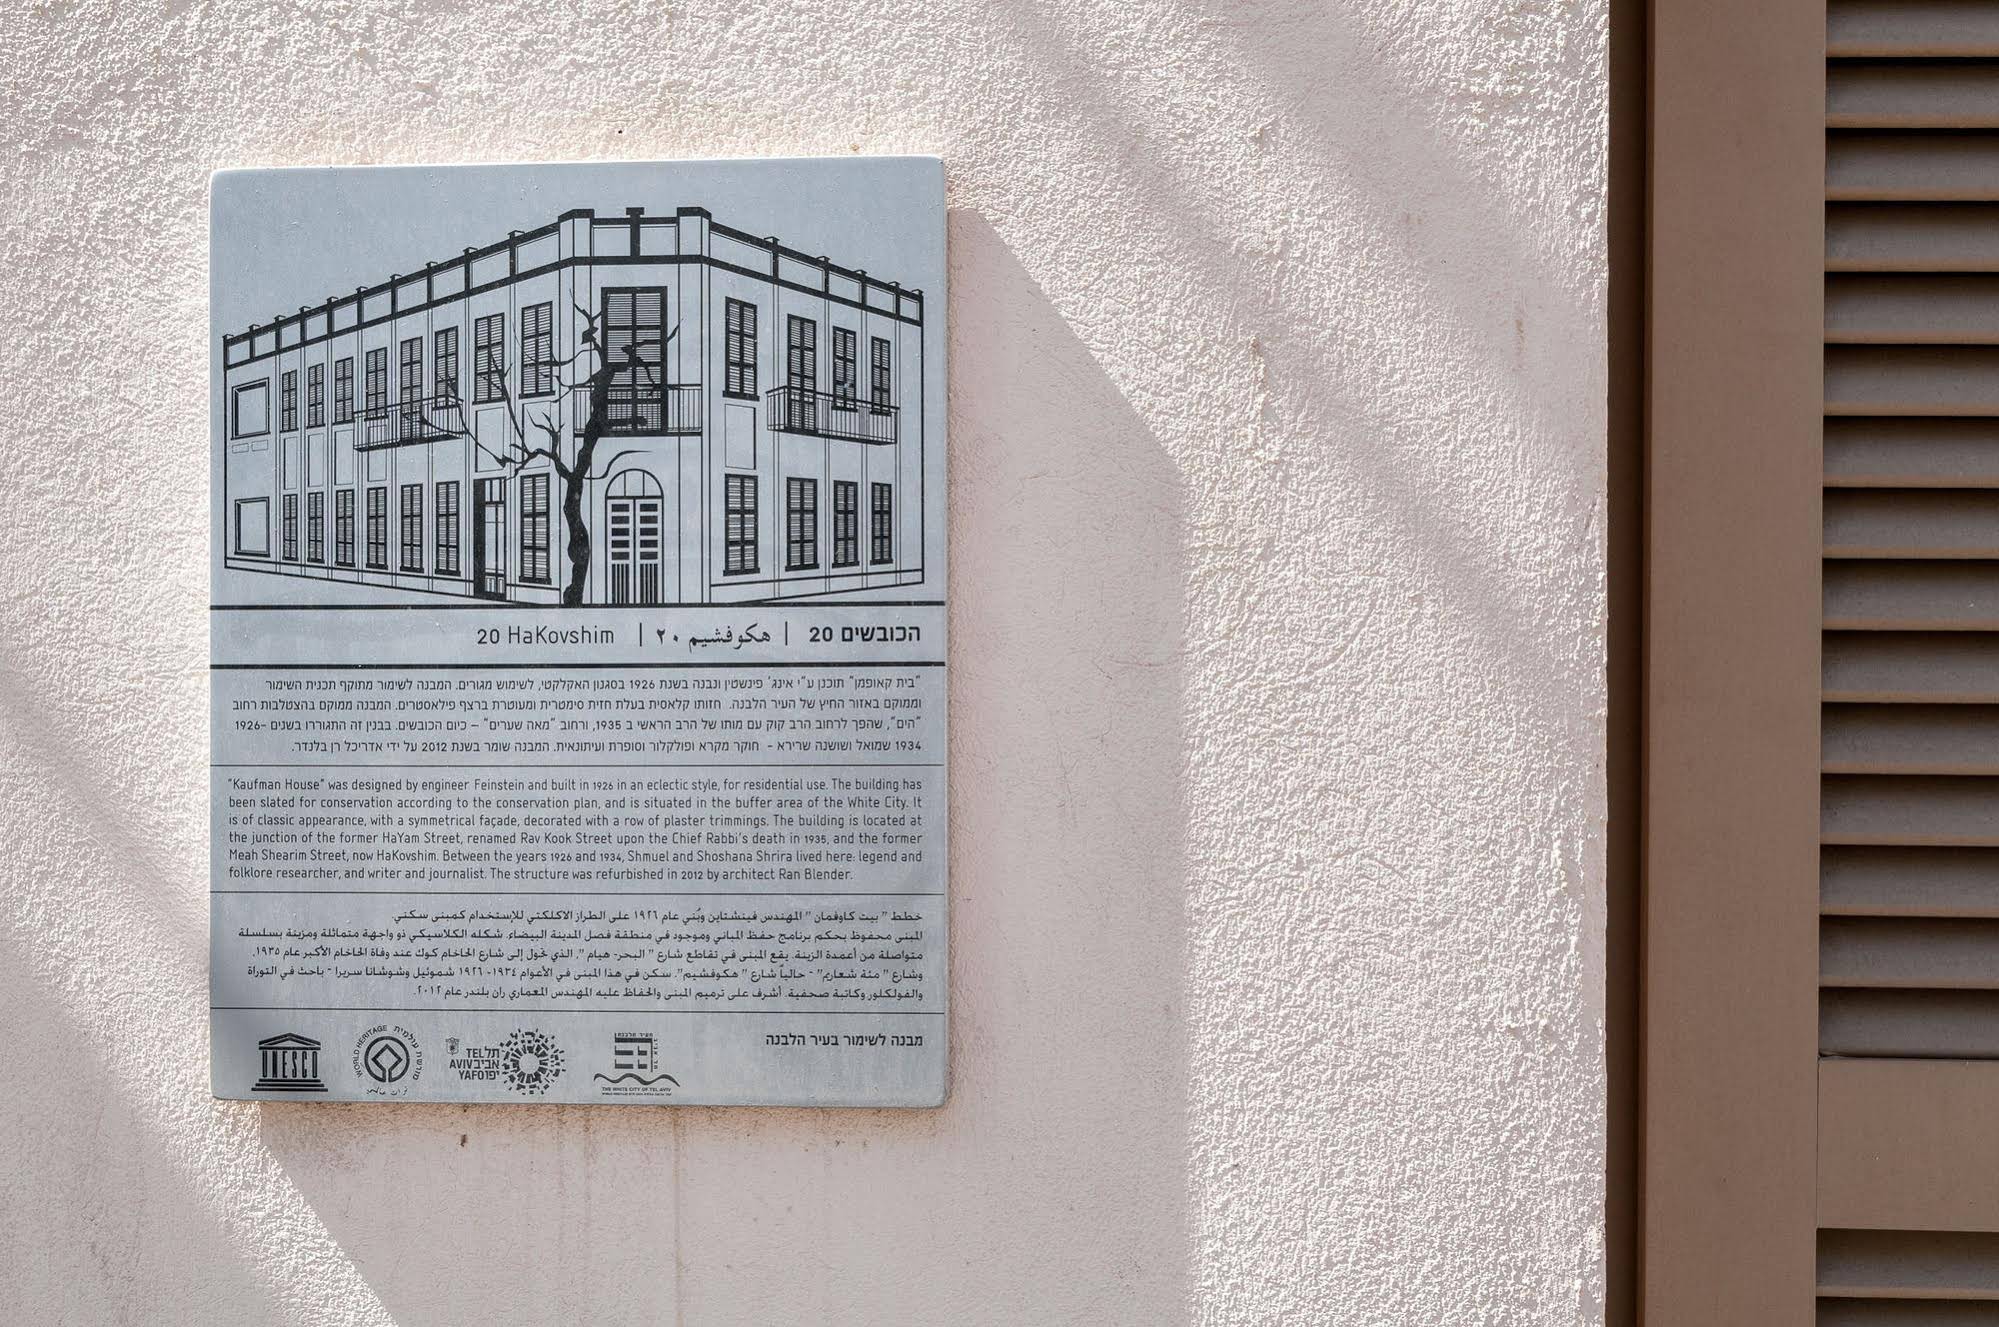 הכובשים 20 | هكوفشيم ٢٠ | 20 HaKovshim
"בית קאופמן" תוכנן ע"י אינג' פינשטין ונבנה בשנת 1926 בסגנון האקלקטי, לשימוש מגורים. המבנה לשימור מתוקף תכנית השימור
וממוקם באזור החיץ של העיר הלבנה. חזותו קלאסית בעלת חזית סימטרית ומעוטרת ברצף פילאסטרים. המבנה ממוקם בהצטלבות רחוב
"הים", שהפך לרחוב הרב קוק עם מותו של הרב הראשי ב 1935, ורחוב "מאה שערים" – כיום הכובשים. בבנין זה התגוררו בשנים 1926-
1934 שמואל ושושנה שרירא - חוקר מקרא ופולקלור וסופרת ועיתונאית. המבנה שומר בשנת 2012 על ידי אדריכל רן בלנדר.
"Kaufman House" was designed by engineer Feinstein and built in 1926 in an eclectic style, for residential use. The building has
been slated for conservation according to the conservation plan, and is situated in the buffer area of the White City. It
is of classic appearance, with a symmetrical façade, decorated with a row of plaster trimmings. The building is located at
the junction of the former HaYam Street, renamed Rav Kook Street upon the Chief Rabbi's death in 1935, and the former
Meah Shearim Street, now HaKovshim. Between the years 1926 and 1934, Shmuel and Shoshana Shrira lived here: legend and
folklore researcher, and writer and journalist. The structure was refurbished in 2012 by architect Ran Blender.
خطط " بيت كاوفمان " المهندس فينشتاين وبُني عام ١٩٢٦ على الطراز الاكلكتي للإستخدام كمبنى سكني.
المبنى محفوظ بحكم برنامج حفظ المباني وموجود في منطقة فصل المدينة البيضاء. شكله الكلاسيكي ذو واجهة متماثلة ومزينة بسلسلة
متواصلة من أعمدة الزينة. يقع المبنى في تقاطع شارع " البحر- هيام ", الذي تحول إلى شارع الحاخام كوك عند وفاة الحاخام الأكبر عام ١٩٣٥,
وشارع " مئة شعاريم" - حالياً شارع " هكوفشيم". سكن في هذا المبنى في الأعوام ١٩٣٤- ١٩٢٦ شموئيل وشوشانا سريرا - باحث في التوراة
والفولكلور وكاتبة صحفية. أشرف على ترميم المبنى والحفاظ عليه المهندس المعماري ران بلندر عام ٢٠١٢.
מבנה לשימור בעיר הלבנה
העיר הלבנה
תל אביב
THE WHITE CITY OF TEL AVIV
תל
TEL
אביב AVIV
יפו YAFO
WORLD HERITAGE מורשת עולמית
UNESCO